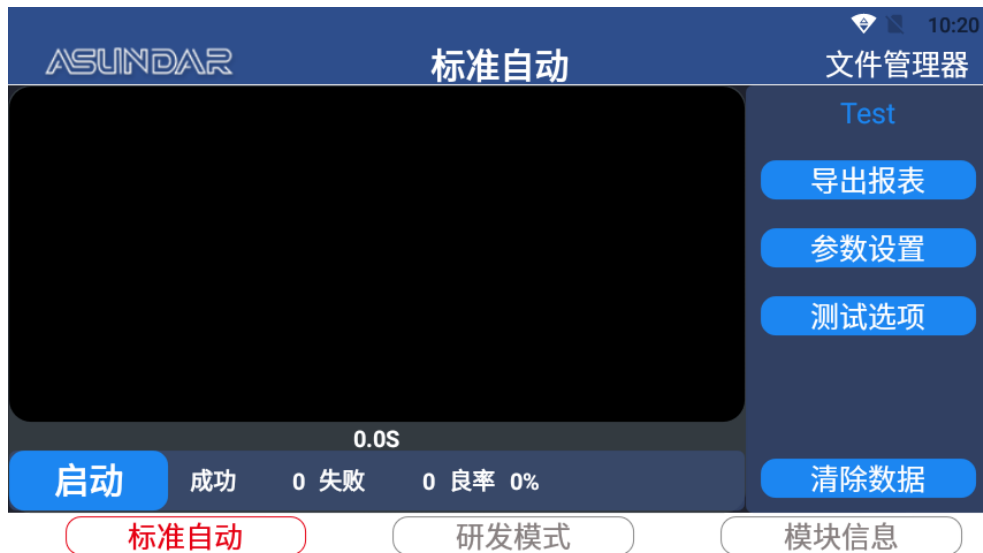 10:20
ASUNDAR 标准自动 文件管理器
Test
导出报表
参数设置
测试选项
0.0S
启动 成功 0 失败 0 良率 0% 清除数据
标准自动 研发模式 模块信息